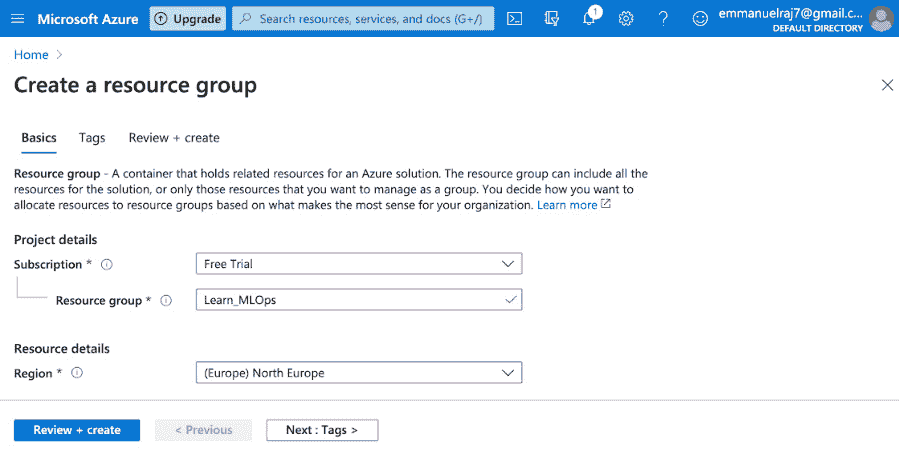 Microsoft Azure Upgrade Search resources, services, and docs (G+/) 1 emmanuelraj7@gmail.c...
DEFAULT DIRECTORY
Home >
Create a resource group
Basics Tags Review + create
Resource group - A container that holds related resources for an Azure solution. The resource group can include all the
resources for the solution, or only those resources that you want to manage as a group. You decide how you want to
allocate resources to resource groups based on what makes the most sense for your organization. Learn more
Project details
Subscription * Free Trial
Resource group * Learn_MLOps
Resource details
Region * (Europe) North Europe
Review + create < Previous Next : Tags >